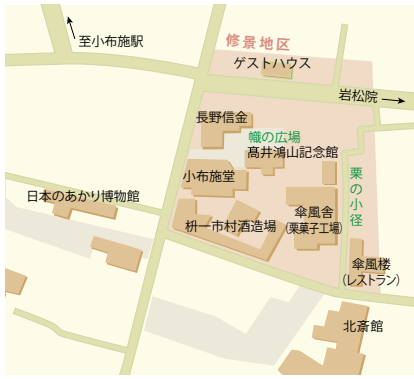 至小布施駅
修景地区
ゲストハウス
岩松院
長野信金
幟の広場
髙井鴻山記念館
小布施堂
栗の小径
日本のあかり博物館
傘風舎
(栗菓子工場)
枡一市村酒造場
傘風楼
(レストラン)
北斎館